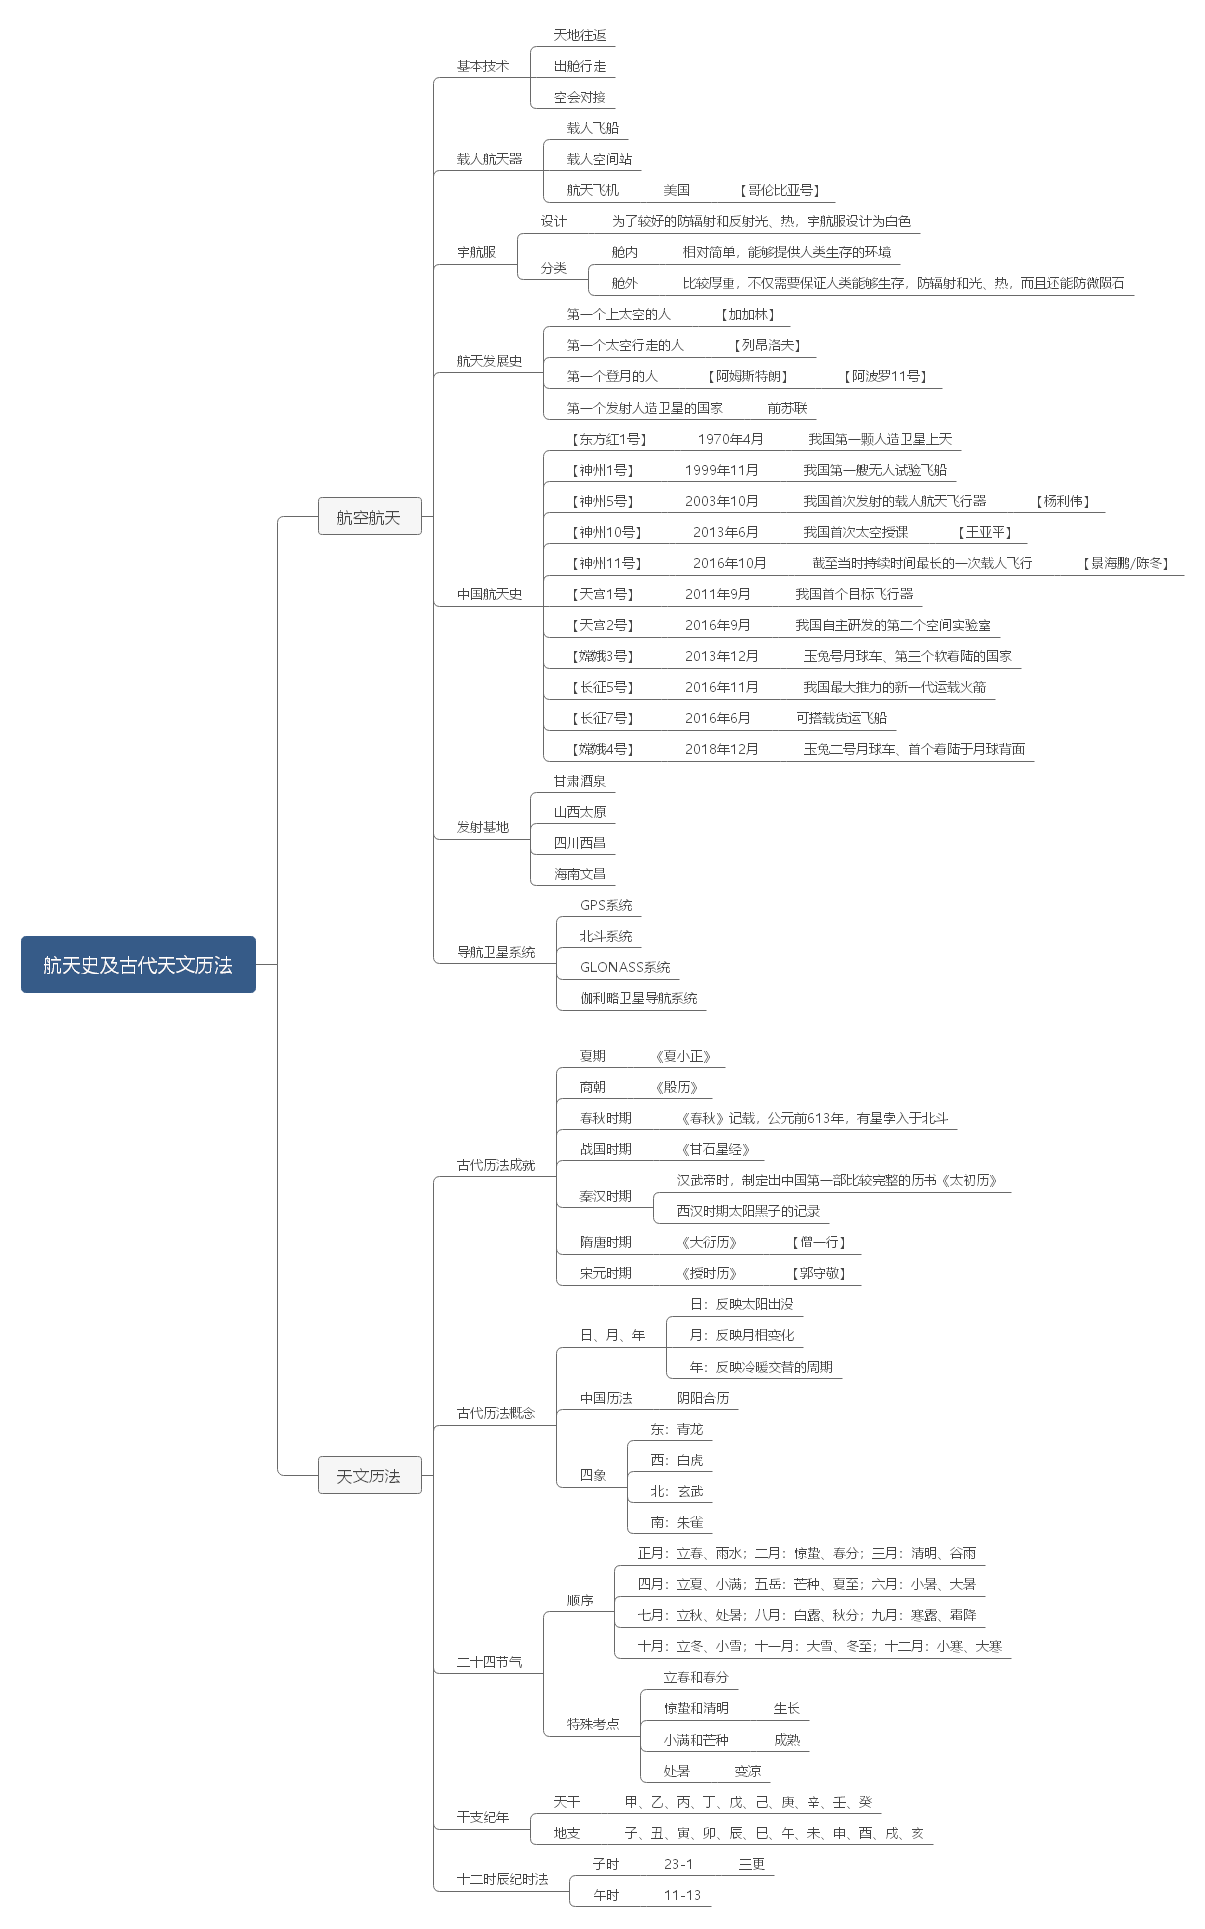 航天史及古代天文历法
航空航天
基本技术
天地往返
出舱行走
空会对接
载人航天器
载人飞船
载人空间站
航天飞机 美国 【哥伦比亚号】
宇航服
设计 为了较好的防辐射和反射光、热，宇航服设计为白色
分类
舱内 相对简单，能够提供人类生存的环境
舱外 比较厚重，不仅需要保证人类能够生存，防辐射和光、热，而且还能防微陨石
航天发展史
第一个上太空的人 【加加林】
第一个太空行走的人 【列昂洛夫】
第一个登月的人 【阿姆斯特朗】 【阿波罗11号】
第一个发射人造卫星的国家 前苏联
中国航天史
【东方红1号】 1970年4月 我国第一颗人造卫星上天
【神州1号】 1999年11月 我国第一艘无人试验飞船
【神州5号】 2003年10月 我国首次发射的载人航天飞行器 【杨利伟】
【神州10号】 2013年6月 我国首次太空授课 【王亚平】
【神州11号】 2016年10月 截至当时持续时间最长的一次载人飞行 【景海鹏/陈冬】
【天宫1号】 2011年9月 我国首个目标飞行器
【天宫2号】 2016年9月 我国自主研发的第二个空间实验室
【嫦娥3号】 2013年12月 玉兔号月球车、第三个软着陆的国家
【长征5号】 2016年11月 我国最大推力的新一代运载火箭
【长征7号】 2016年6月 可搭载货运飞船
【嫦娥4号】 2018年12月 玉兔二号月球车、首个着陆于月球背面
发射基地
甘肃酒泉
山西太原
四川西昌
海南文昌
导航卫星系统
GPS系统
北斗系统
GLONASS系统
伽利略卫星导航系统
天文历法
古代历法成就
夏期 《夏小正》
商朝 《殷历》
春秋时期 《春秋》记载，公元前613年，有星孛入于北斗
战国时期 《甘石星经》
秦汉时期
汉武帝时，制定出中国第一部比较完整的历书《太初历》
西汉时期太阳黑子的记录
隋唐时期 《大衍历》 【僧一行】
宋元时期 《授时历》 【郭守敬】
古代历法概念
日、月、年
日：反映太阳出没
月：反映月相变化
年：反映冷暖交替的周期
中国历法 阴阳合历
四象
东：青龙
西：白虎
北：玄武
南：朱雀
二十四节气
顺序
正月：立春、雨水；二月：惊蛰、春分；三月：清明、谷雨
四月：立夏、小满；五岳：芒种、夏至；六月：小暑、大暑
七月：立秋、处暑；八月：白露、秋分；九月：寒露、霜降
十月：立冬、小雪；十一月：大雪、冬至；十二月：小寒、大寒
特殊考点
立春和春分
惊蛰和清明 生长
小满和芒种 成熟
处暑 变凉
干支纪年
天干 甲、乙、丙、丁、戊、己、庚、辛、壬、癸
地支 子、丑、寅、卯、辰、巳、午、未、申、酉、戌、亥
十二时辰纪时法
子时 23-1 三更
午时 11-13